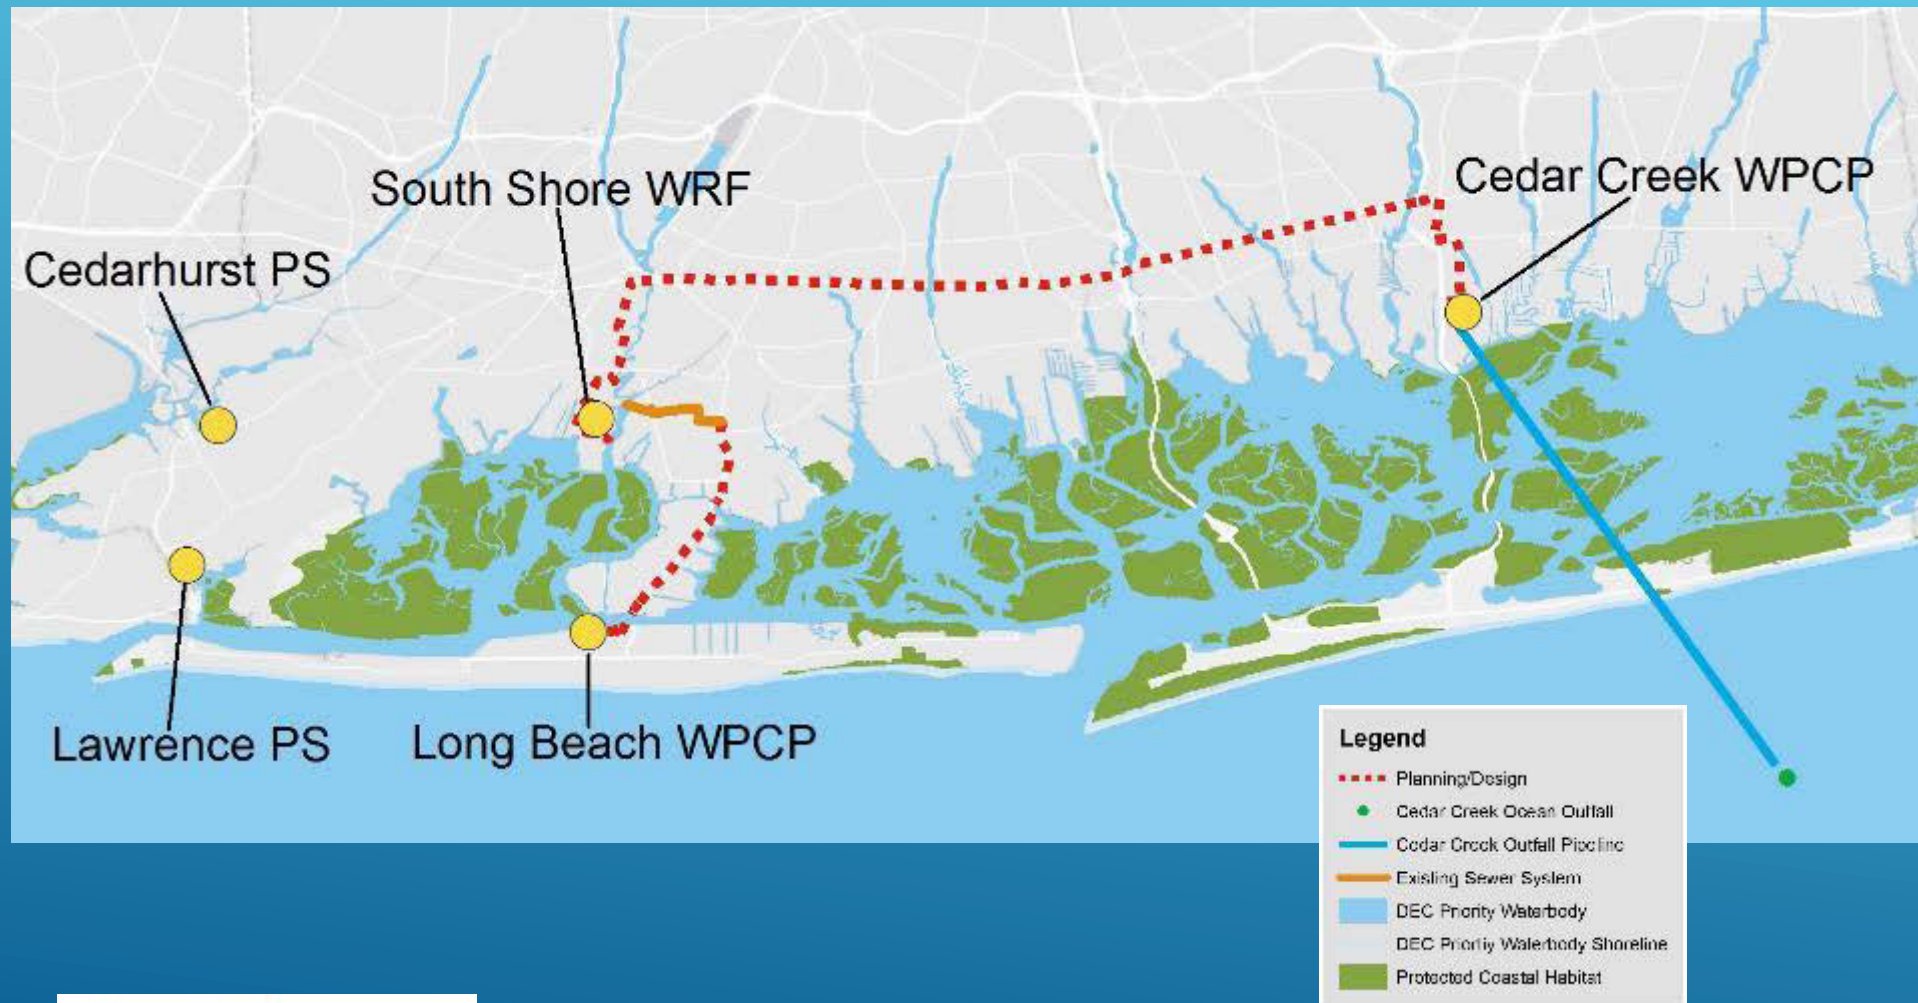 South Shore WRF
Cedar Creek WPCP
Cedarhurst PS
Lawrence PS
Long Beach WPCP
Legend
Planning/Design
Cedar Creek Ocean Outfall
Cedar Creek Outfall Pipeline
Existing Sewer System
DEC Priority Waterbody
DEC Priortiy Waterbody Shoreline
Protected Coastal Habitat